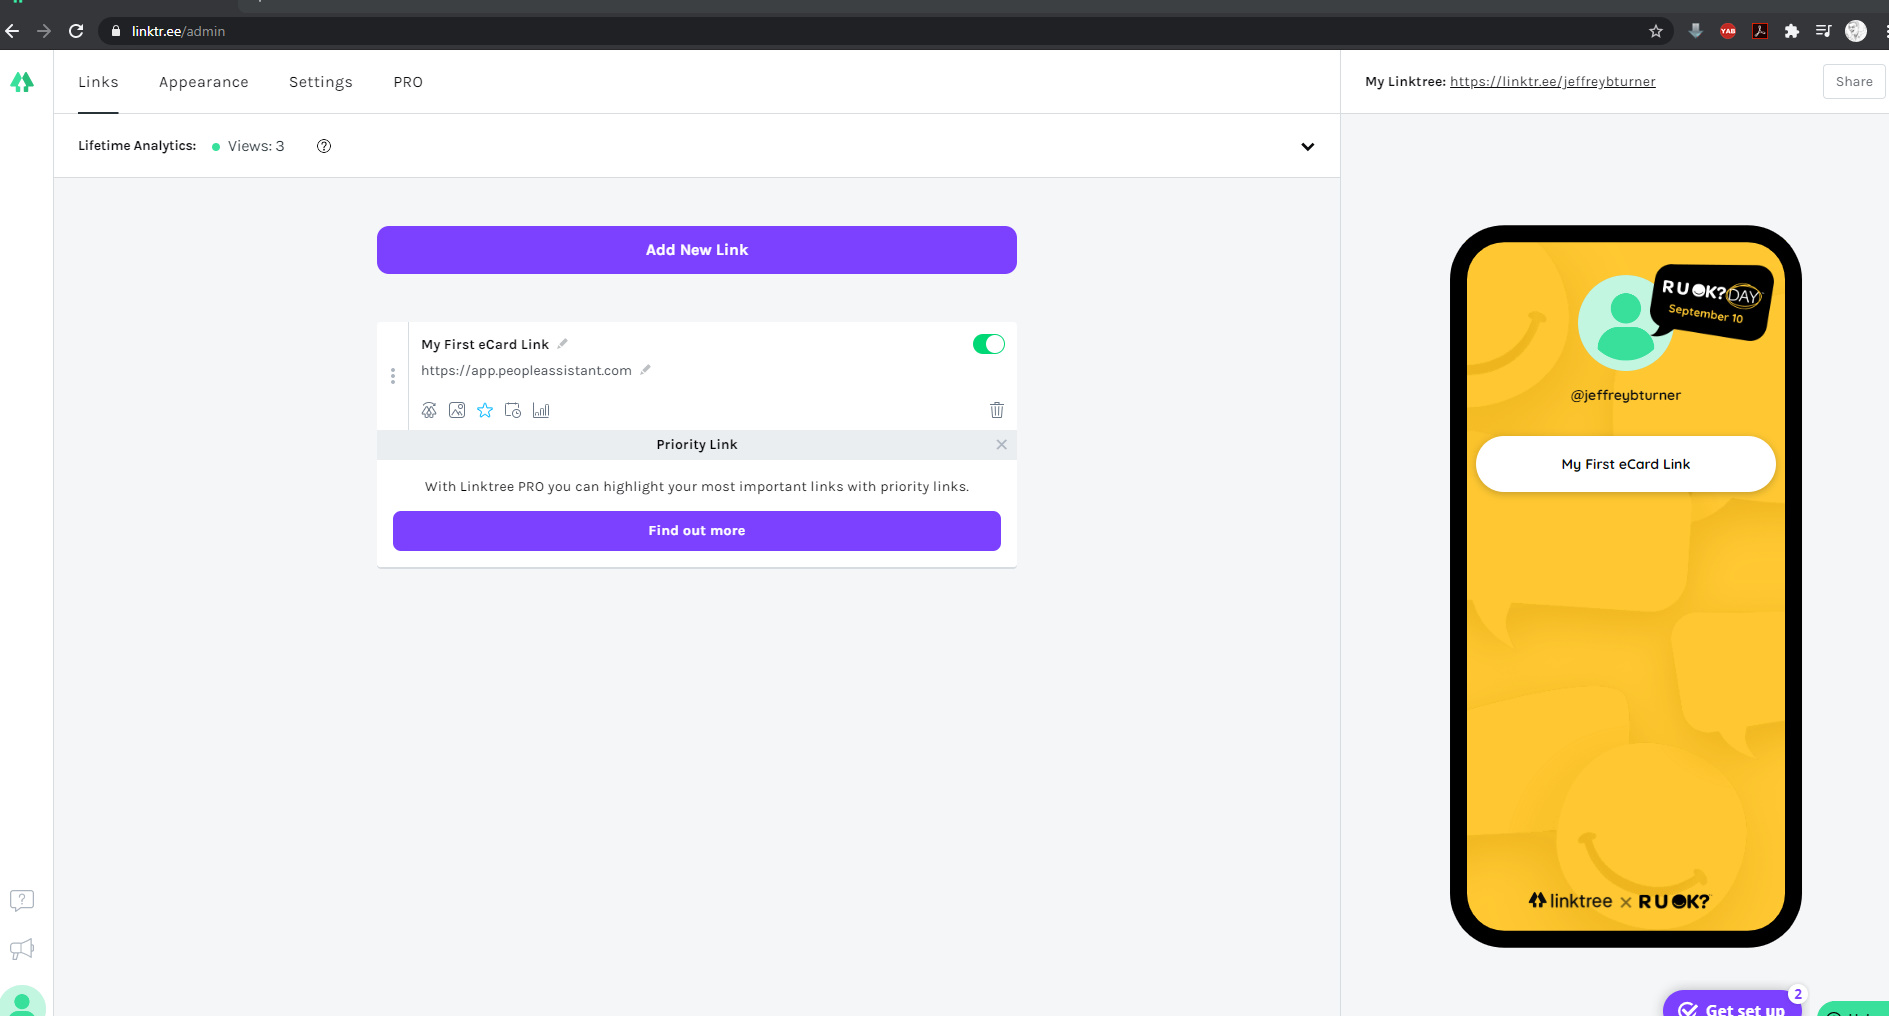 linktr.ee/admin
YAB
Links Appearance Settings PRO
My Linktree: https://linktr.ee/jeffreybturner
Share
Lifetime Analytics: Views: 3 ?
Add New Link
My First eCard Link
https://app.peopleassistant.com
Priority Link
With Linktree PRO you can highlight your most important links with priority links.
Find out more
R U OK? DAY
September 10
@jeffreybturner
My First eCard Link
linktree × R U OK?
?
2
Get set up